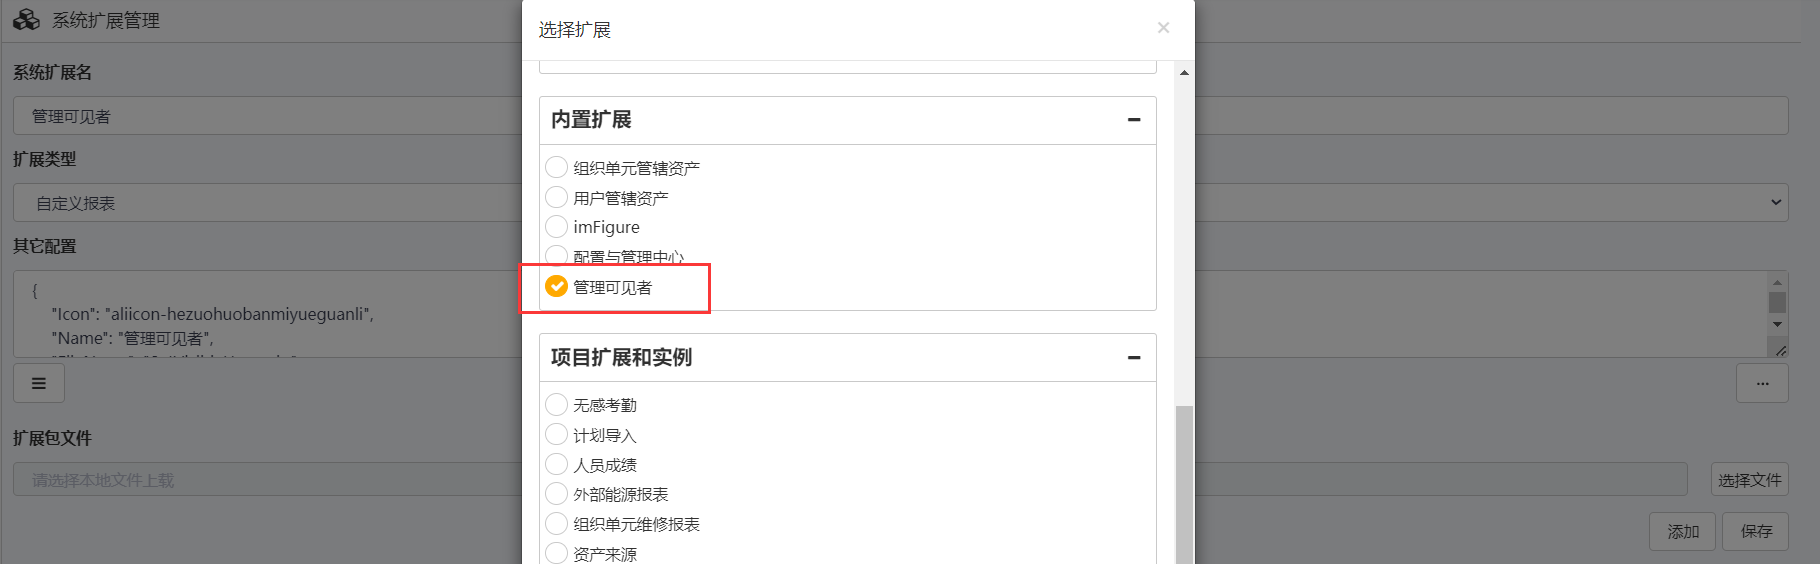 系统扩展管理
系统扩展名
管理可见者
扩展类型
自定义报表
其它配置
{
"Icon": "aliicon-hezuohuobanmiyueguanli",
"Name": "管理可见者",
扩展包文件
请选择本地文件上载
选择文件
添加
保存
选择扩展
×
内置扩展
组织单元管辖资产
用户管辖资产
imFigure
配置与管理中心
管理可见者
项目扩展和实例
无感考勤
计划导入
人员成绩
外部能源报表
组织单元维修报表
资产来源